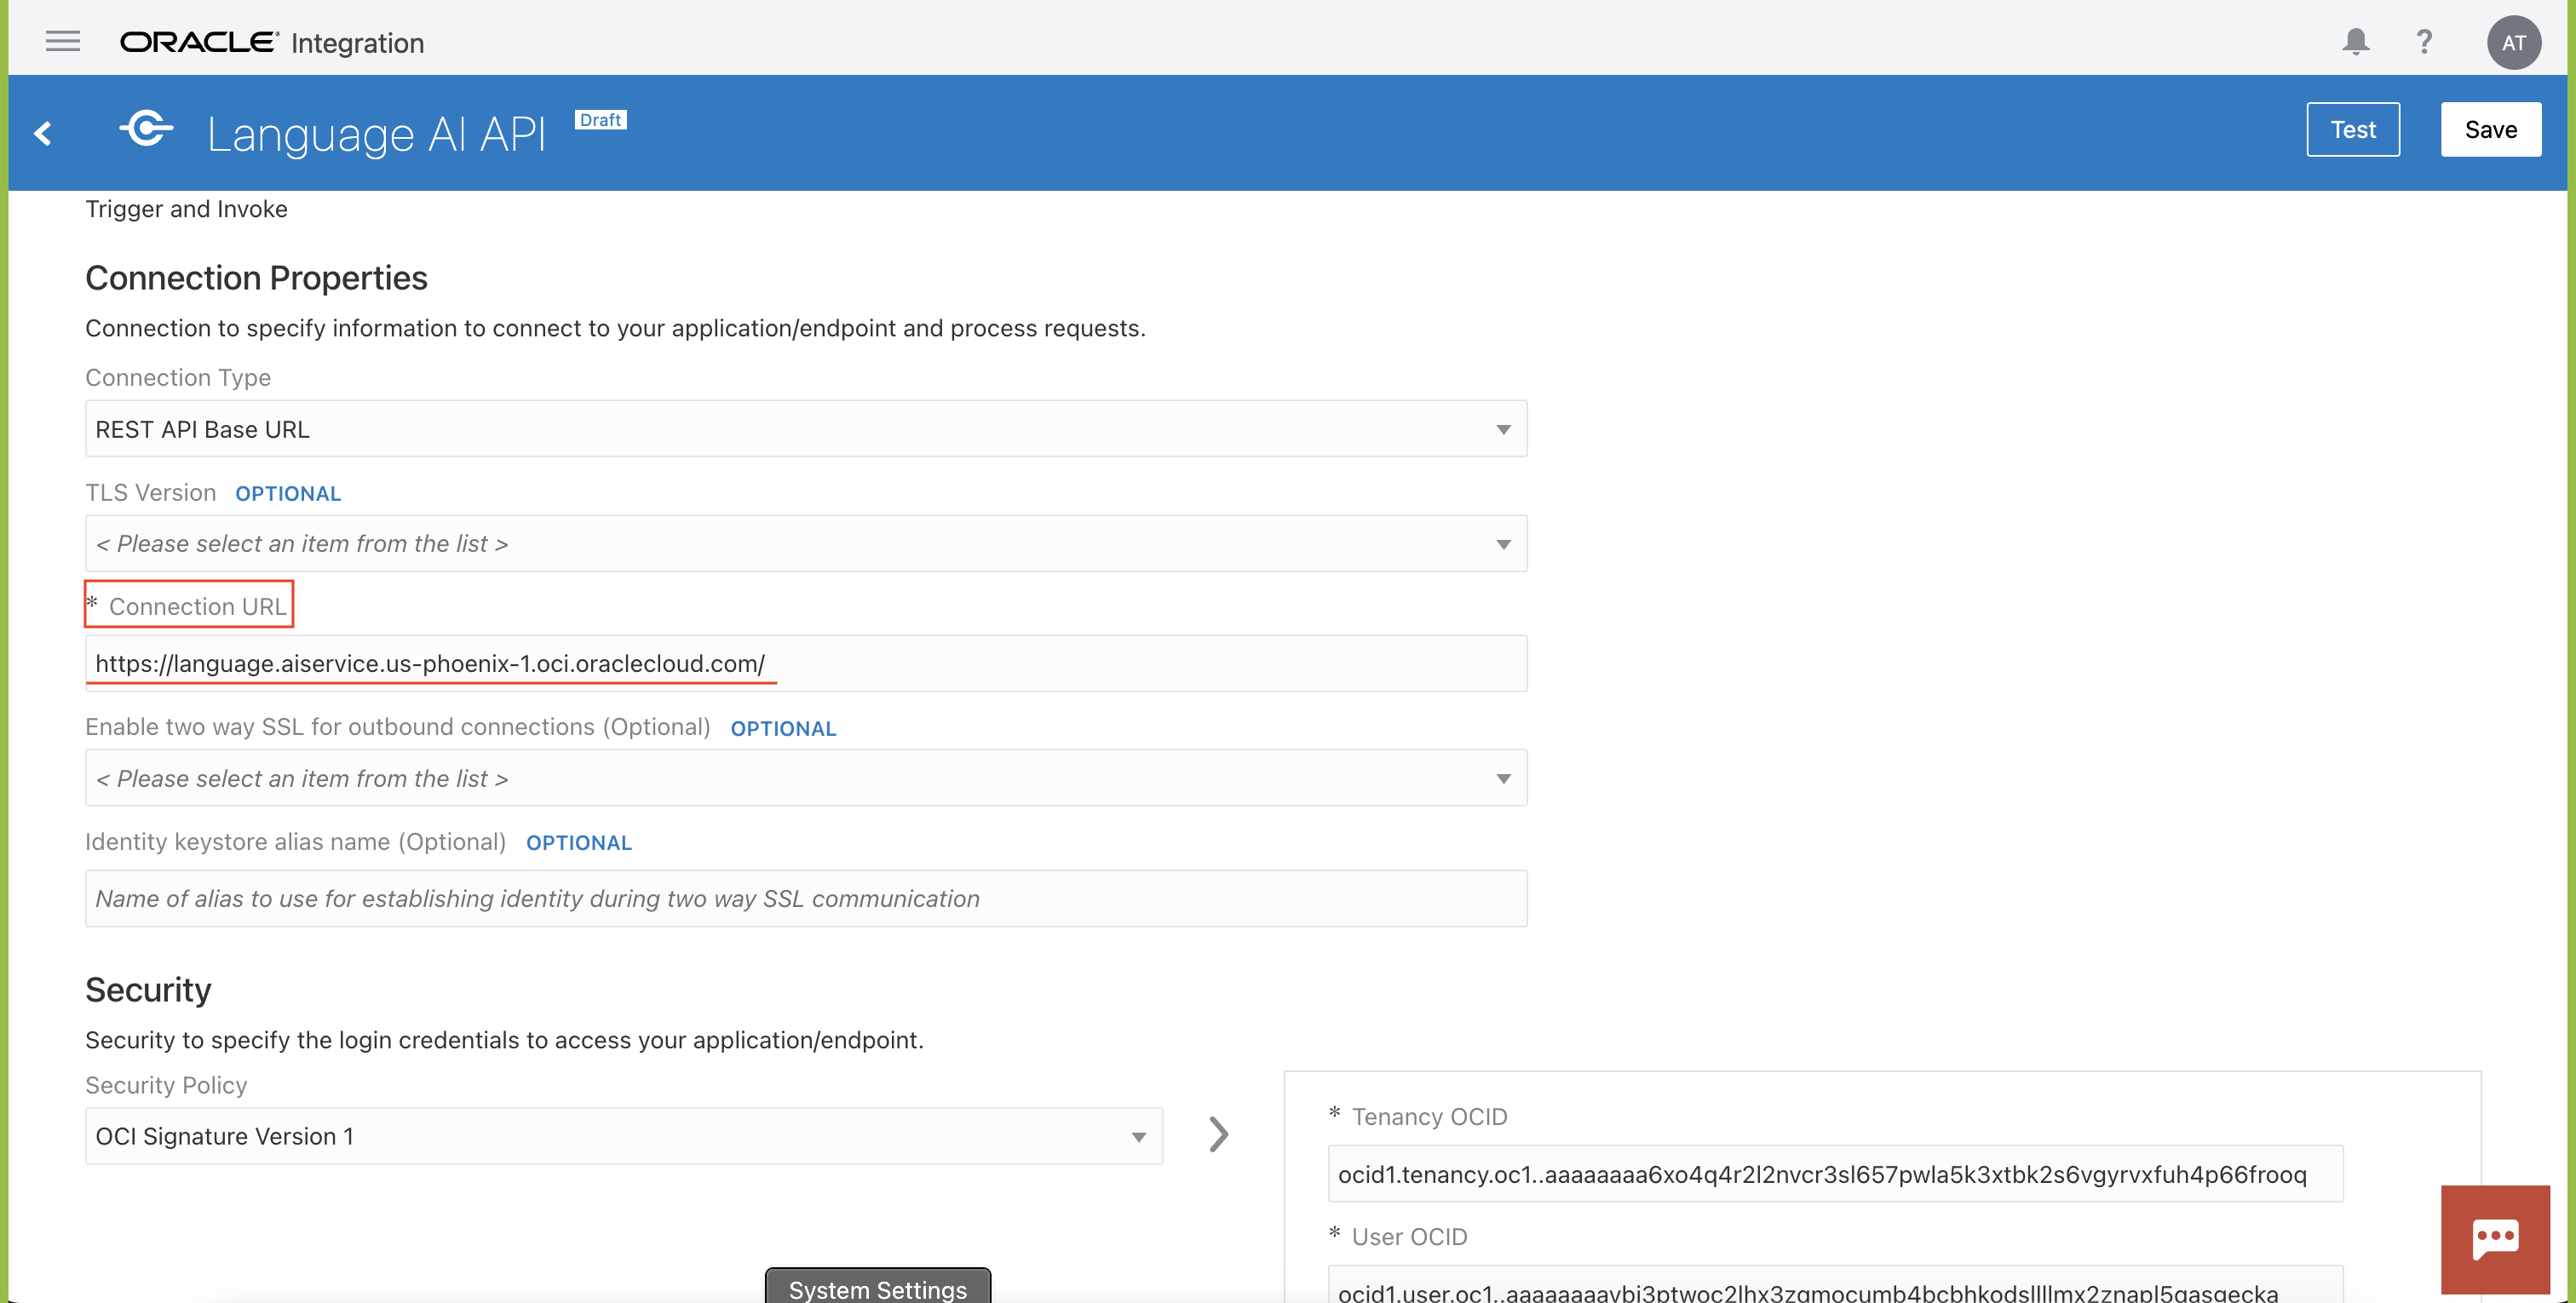 ORACLE Integration
?
AT
Language AI API
Draft
Test
Save
Trigger and Invoke
Connection Properties
Connection to specify information to connect to your application/endpoint and process requests.
Connection Type
REST API Base URL
TLS Version OPTIONAL
< Please select an item from the list >
* Connection URL
https://language.aiservice.us-phoenix-1.oci.oraclecloud.com/
Enable two way SSL for outbound connections (Optional) OPTIONAL
< Please select an item from the list >
Identity keystore alias name (Optional) OPTIONAL
Name of alias to use for establishing identity during two way SSL communication
Security
Security to specify the login credentials to access your application/endpoint.
Security Policy
OCI Signature Version 1
* Tenancy OCID
ocid1.tenancy.oc1..aaaaaaaa6xo4q4r2l2nvcr3sl657pwla5k3xtbk2s6vgyrvxfuh4p66frooq
* User OCID
System Settings